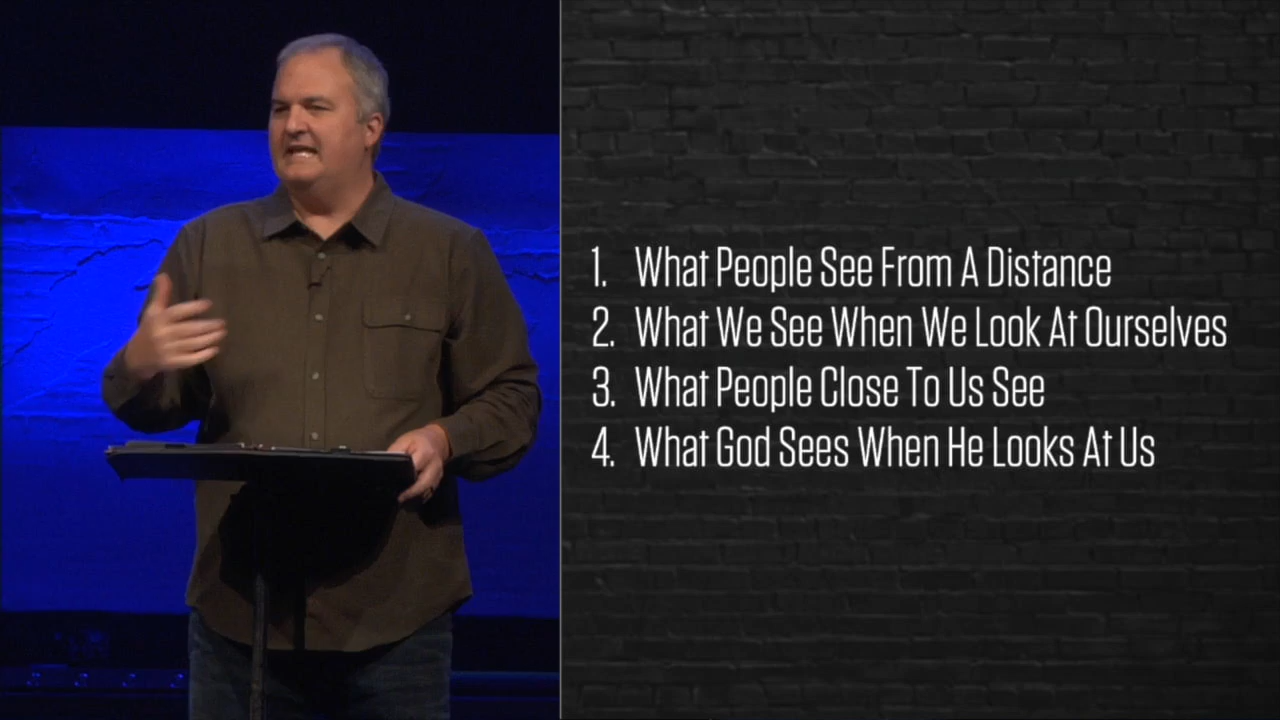 1. What People See From A Distance
2. What We See When We Look At Ourselves
3. What People Close To Us See
4. What God Sees When He Looks At Us